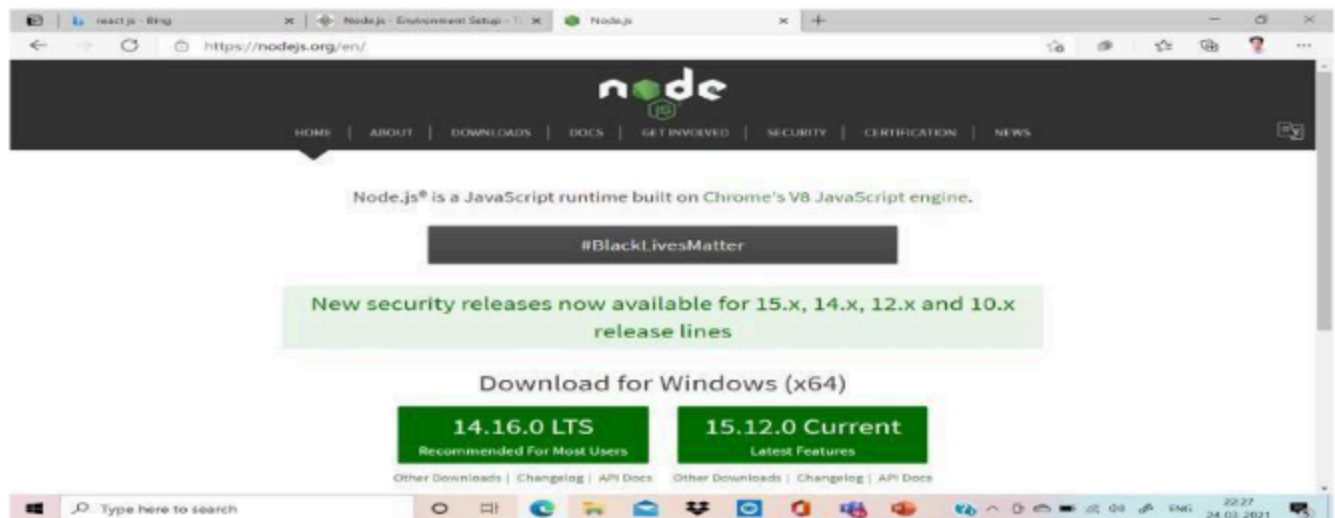 react js - Bing
Node.js - Environment Setup - T
Node.js
https://nodejs.org/en/
node
JS
HOME | ABOUT | DOWNLOADS | DOCS | GET INVOLVED | SECURITY | CERTIFICATION | NEWS
Node.js® is a JavaScript runtime built on Chrome's V8 JavaScript engine.
#BlackLivesMatter
New security releases now available for 15.x, 14.x, 12.x and 10.x
release lines
Download for Windows (x64)
14.16.0 LTS
Recommended For Most Users
15.12.0 Current
Latest Features
Other Downloads | Changelog | API Docs
Other Downloads | Changelog | API Docs
Type here to search
ENG
22:27
24.03.2021